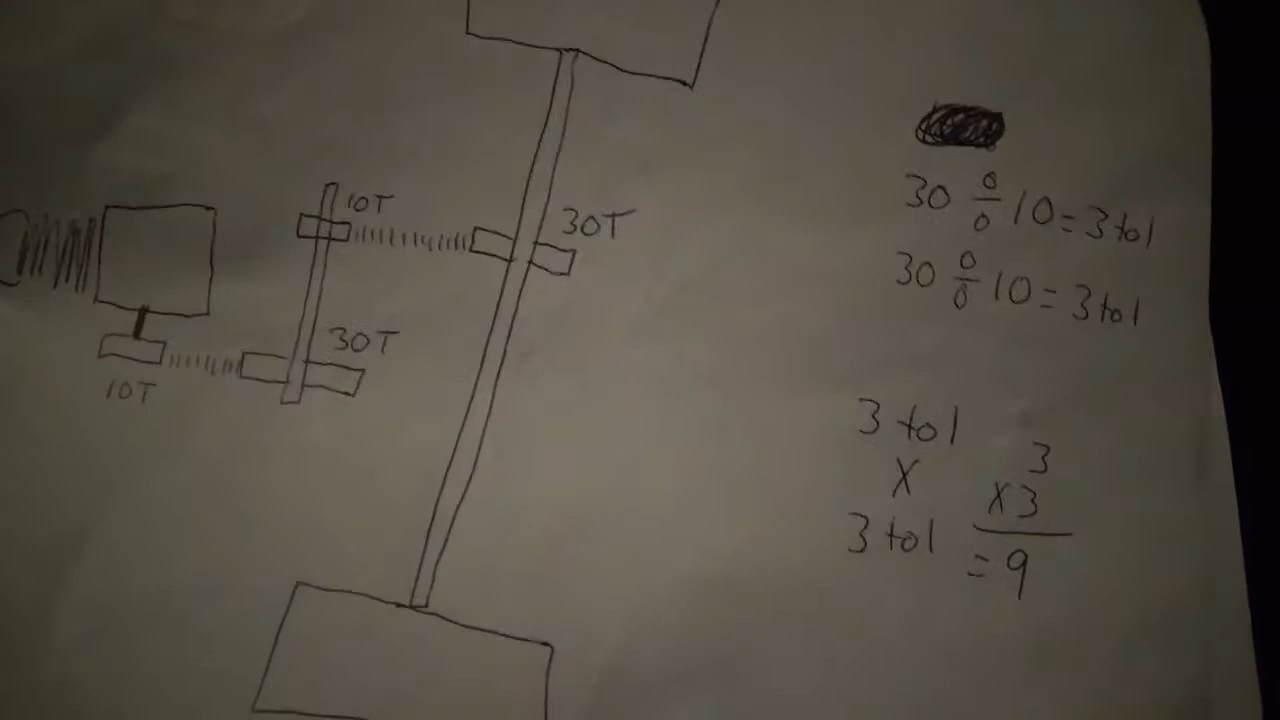 10T
30T
30T
10T
30 ÷ 10 = 3 to 1
30 ÷ 10 = 3 to 1
3 to 1
X
3 to 1
3
X 3
= 9